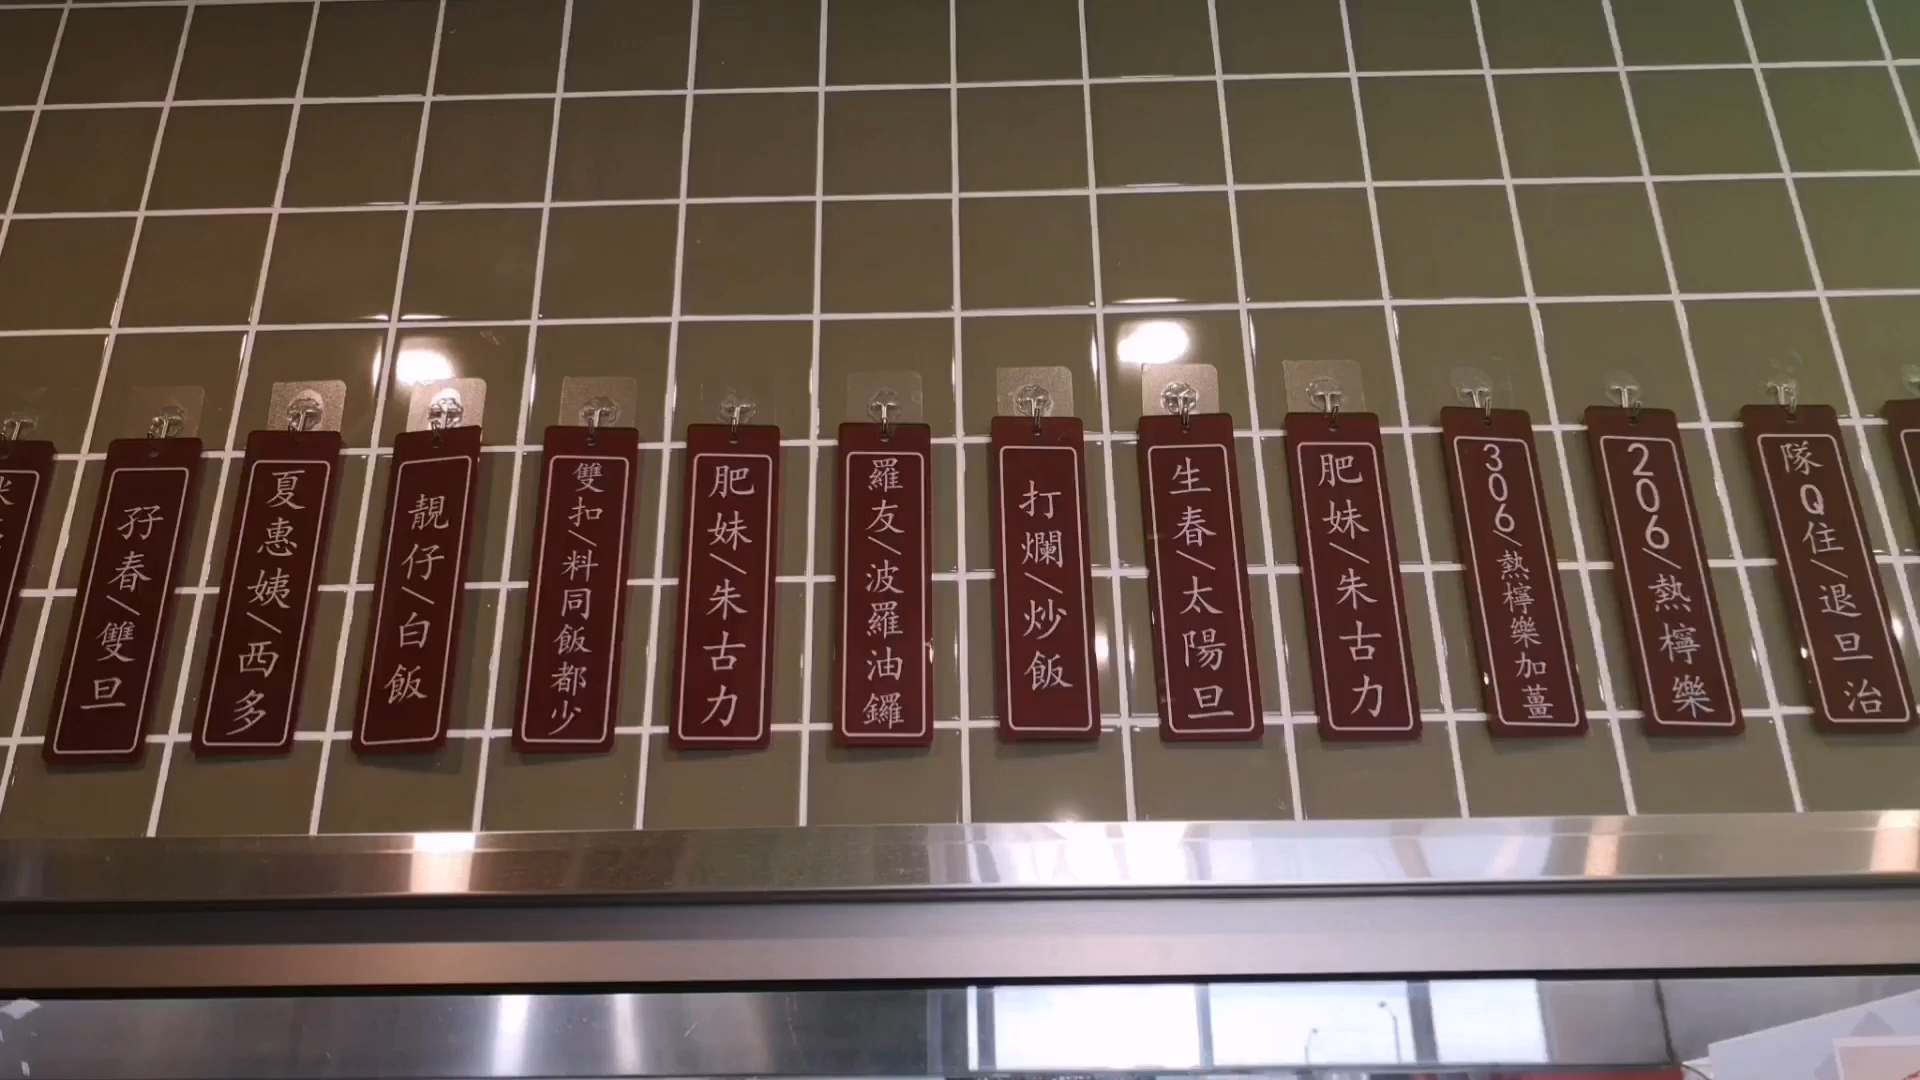 孖春/雙旦
夏惠姨/西多
靚仔/白飯
雙扣/料同飯都少
肥妹/朱古力
羅友/波羅油鑼
打爛/炒飯
生春/太陽旦
肥妹/朱古力
306/熱檸樂加薑
206/熱檸樂
隊Q住/退旦治